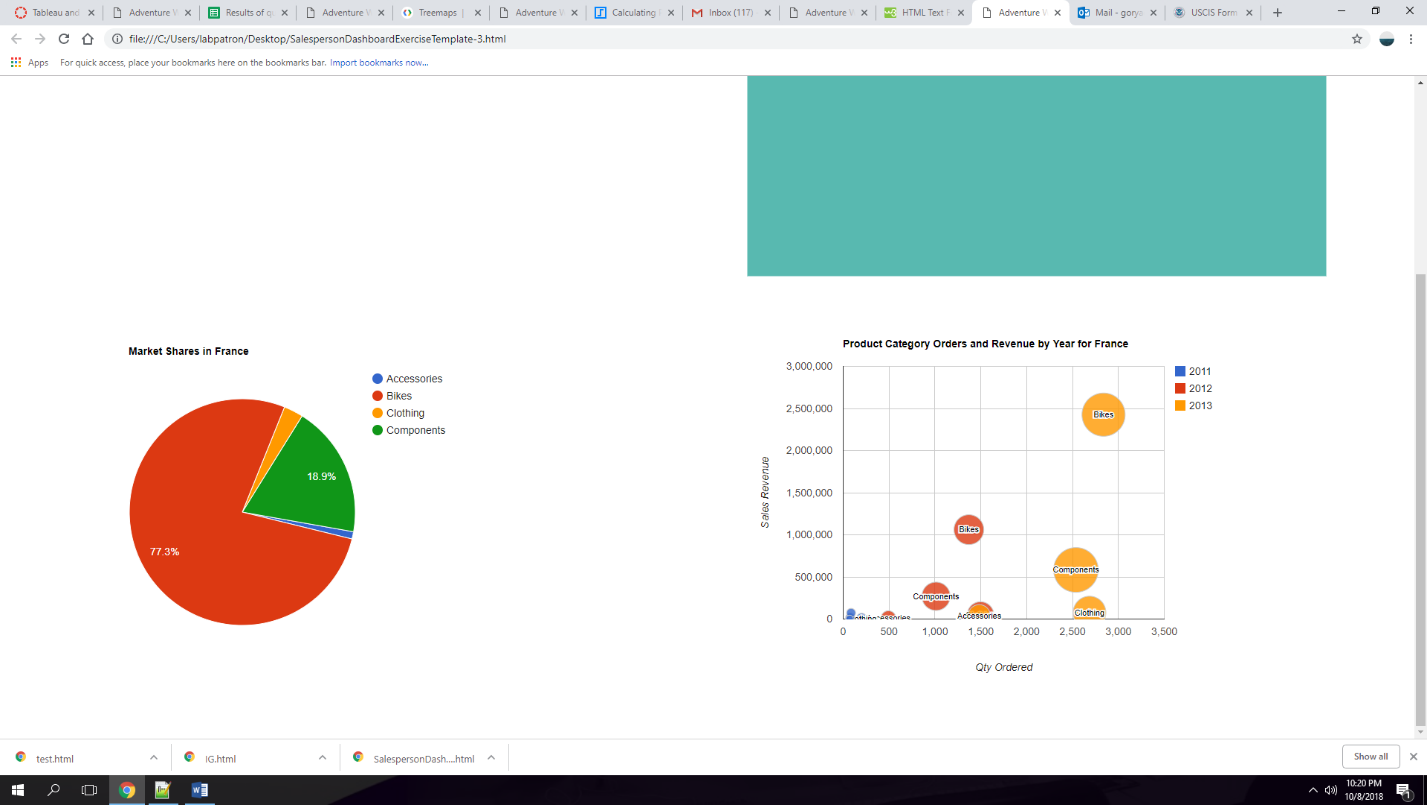 Tableau and
Adventure W
Results of q
Adventure W
Treemaps |
Adventure W
Calculating
Inbox (117)
Adventure W
HTML Text F
Adventure W
Mail - gorya
USCIS Form
file:///C:/Users/labpatron/Desktop/SalespersonDashboardExerciseTemplate-3.html
Apps For quick access, place your bookmarks here on the bookmarks bar. Import bookmarks now...
Market Shares in France
Accessories
Bikes
Clothing
Components
18.9%
77.3%
Product Category Orders and Revenue by Year for France
3,000,000
2,500,000
2,000,000
1,500,000
1,000,000
500,000
0
Sales Revenue
2011
2012
2013
Bikes
Bikes
Components
Components
Clothing
Accessories
0 500 1,000 1,500 2,000 2,500 3,000 3,500
Qty Ordered
test.html
IG.html
SalespersonDash....html
Show all
10:20 PM
10/8/2018
1